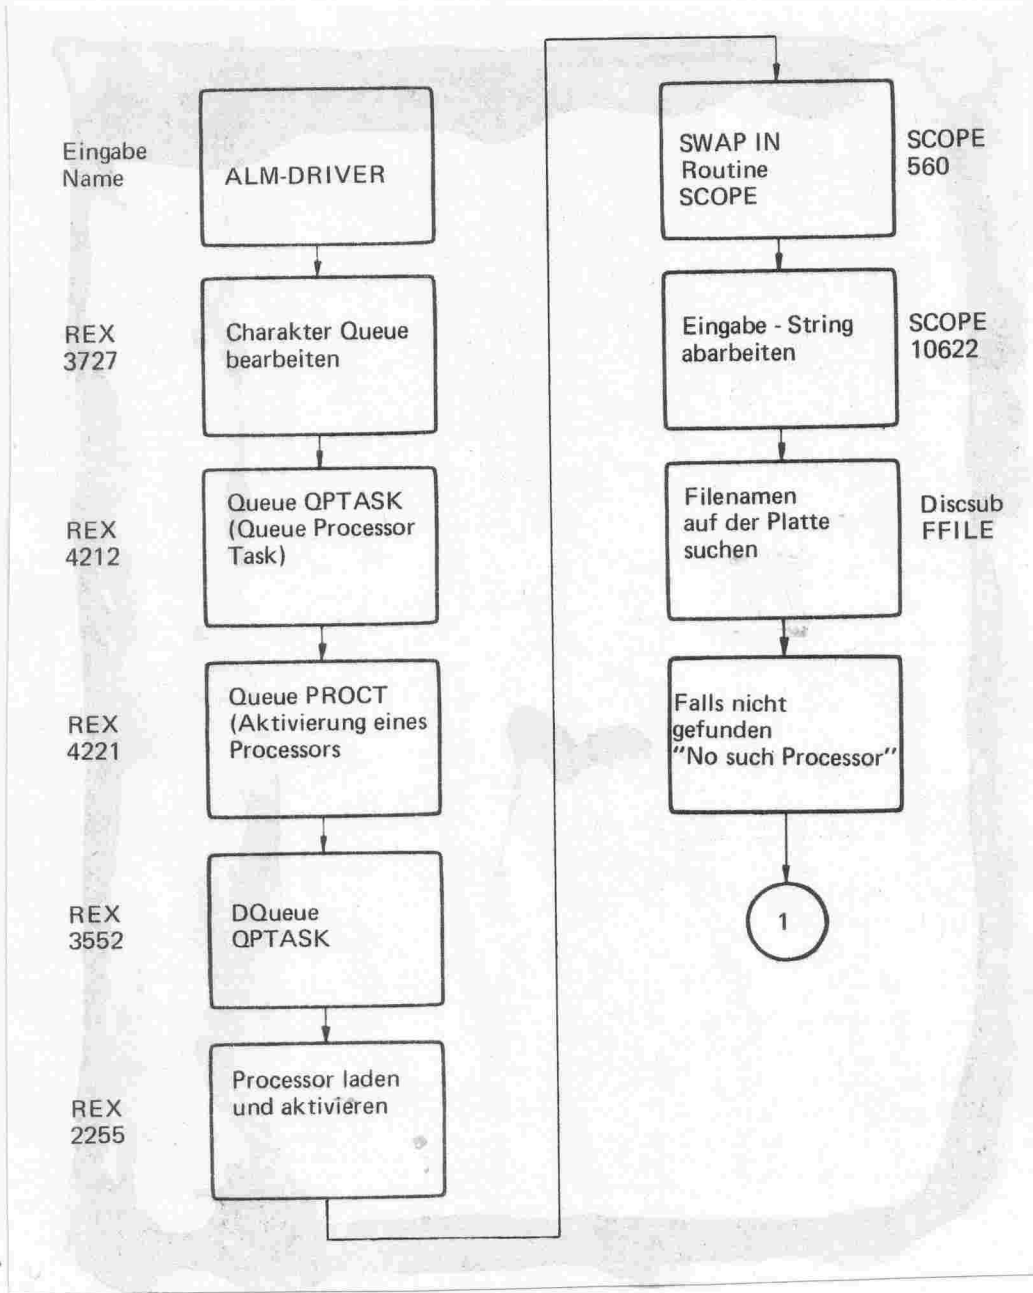 Eingabe
Name
ALM-DRIVER
REX
3727
Charakter Queue
bearbeiten
REX
4212
Queue QPTASK
(Queue Processor
Task)
REX
4221
Queue PROCT
(Aktivierung eines
Processors
REX
3552
DQueue
QPTASK
REX
2255
Processor laden
und aktivieren
SWAP IN
Routine
SCOPE
SCOPE
560
Eingabe - String
abarbeiten
SCOPE
10622
Filenamen
auf der Platte
suchen
Discsub
FFILE
Falls nicht
gefunden
"No such Processor"
1